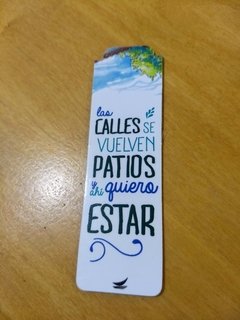 las
CALLES SE
VUELVEN
PATIOS
y ahí quiero
ESTAR